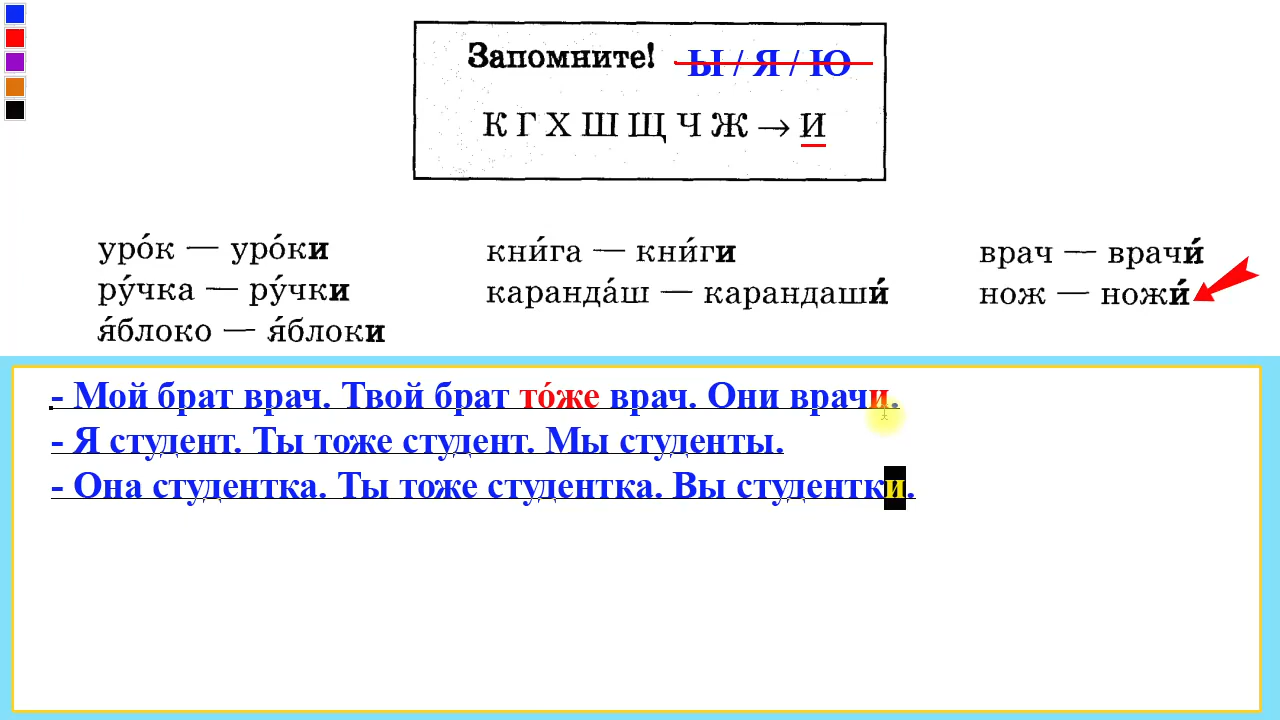 Запомните! Ы / Я / Ю
К Г Х Ш Щ Ч Ж → И
уро́к — уро́ки
ру́чка — ру́чки
я́блоко — я́блоки
кни́га — кни́ги
каранда́ш — карандаши́
врач — врачи́
нож — ножи́
- Мой брат врач. Твой брат то́же врач. Они врачи.
- Я студент. Ты тоже студент. Мы студенты.
- Она студентка. Ты тоже студентка. Вы студентки.